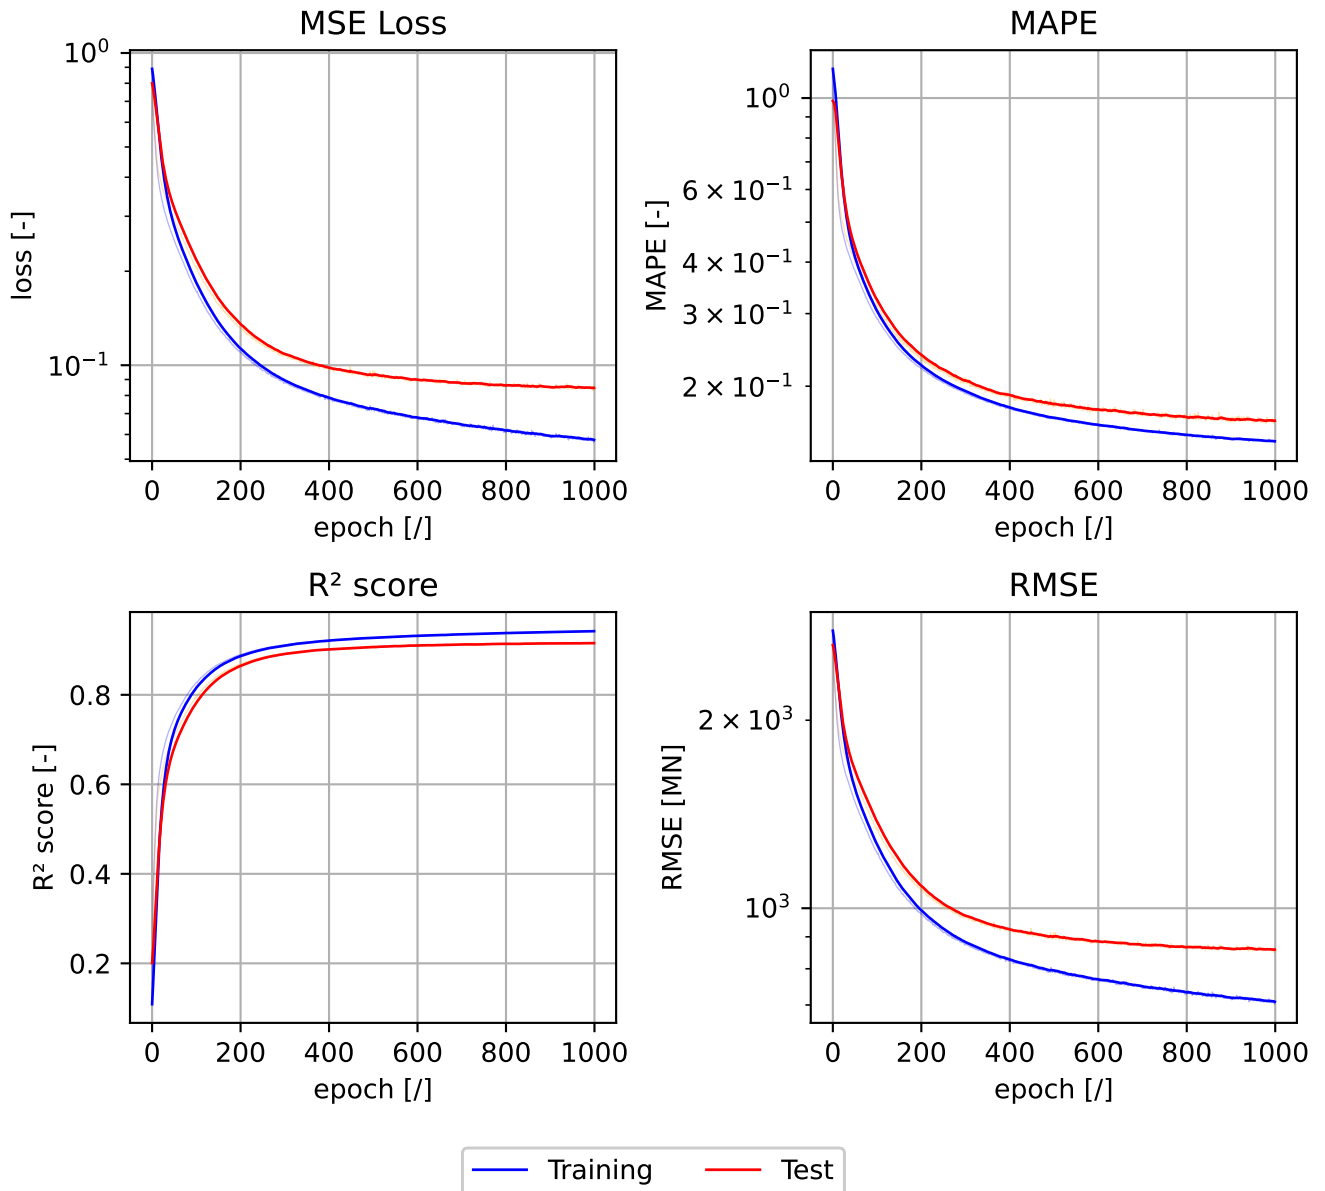 MSE Loss
10⁰
10⁻¹
loss [-]
0 200 400 600 800 1000
epoch [/]
MAPE
10⁰
6 × 10⁻¹
4 × 10⁻¹
3 × 10⁻¹
2 × 10⁻¹
MAPE [-]
0 200 400 600 800 1000
epoch [/]
R² score
0.8
0.6
0.4
0.2
R² score [-]
0 200 400 600 800 1000
epoch [/]
RMSE
2 × 10³
10³
RMSE [MN]
0 200 400 600 800 1000
epoch [/]
Training Test